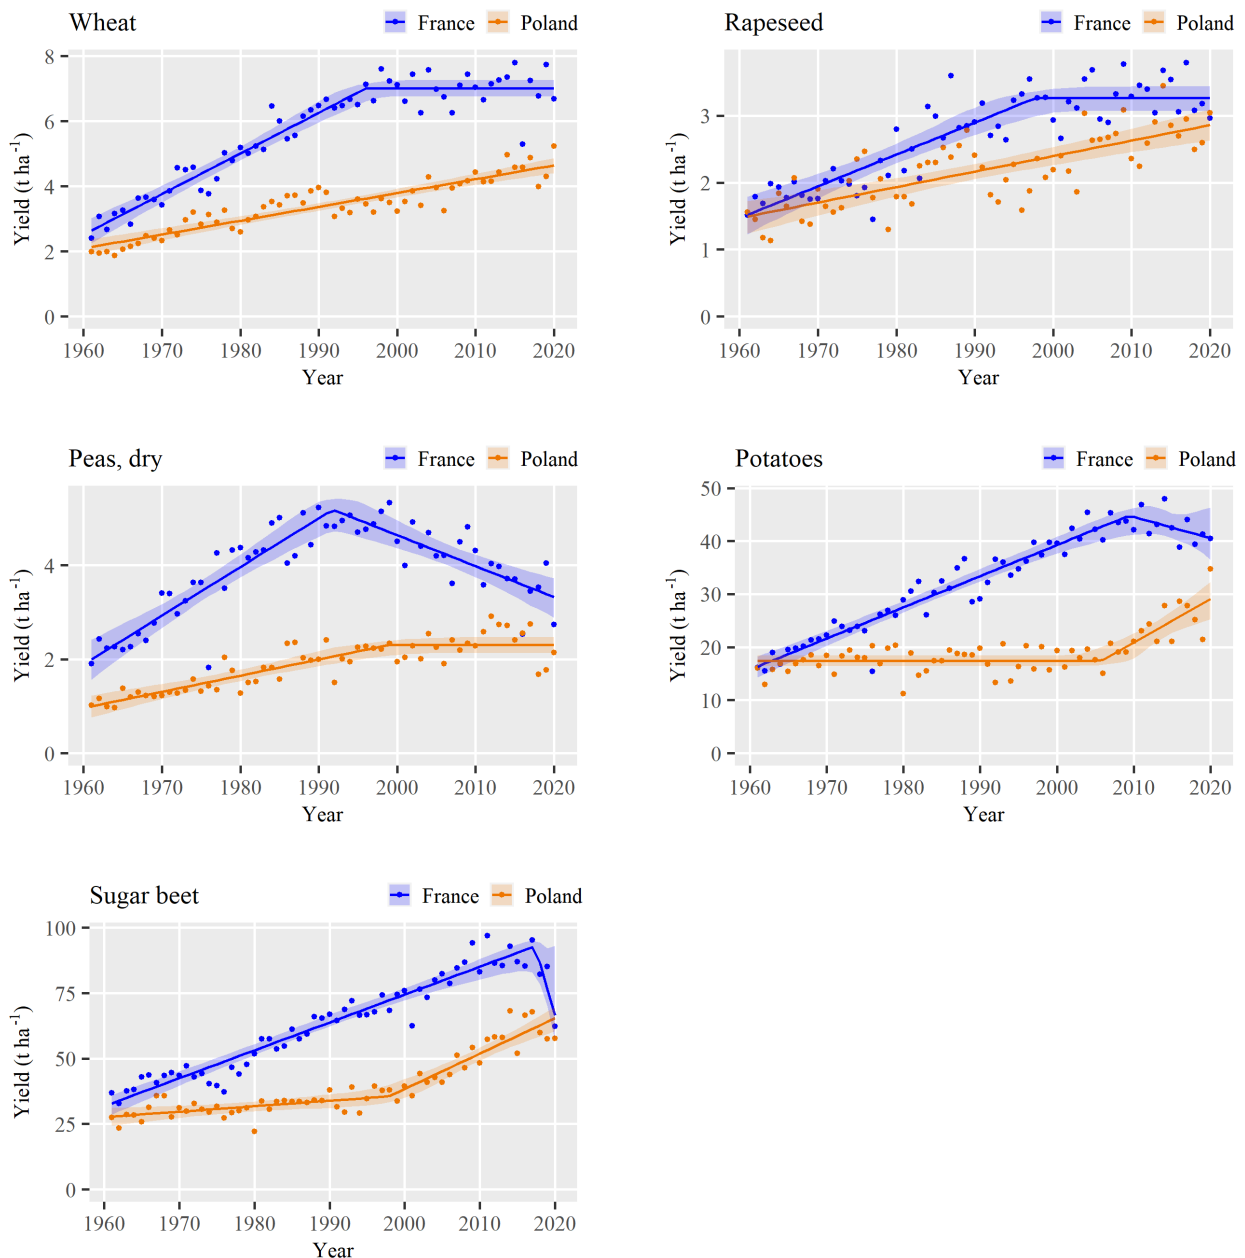 Wheat
France Poland
8
6
4
2
0
Yield (t ha⁻¹)
1960 1970 1980 1990 2000 2010 2020
Year
Rapeseed
France Poland
3
2
1
0
Yield (t ha⁻¹)
1960 1970 1980 1990 2000 2010 2020
Year
Peas, dry
France Poland
4
2
0
Yield (t ha⁻¹)
1960 1970 1980 1990 2000 2010 2020
Year
Potatoes
France Poland
50
40
30
20
10
0
Yield (t ha⁻¹)
1960 1970 1980 1990 2000 2010 2020
Year
Sugar beet
France Poland
100
75
50
25
0
Yield (t ha⁻¹)
1960 1970 1980 1990 2000 2010 2020
Year